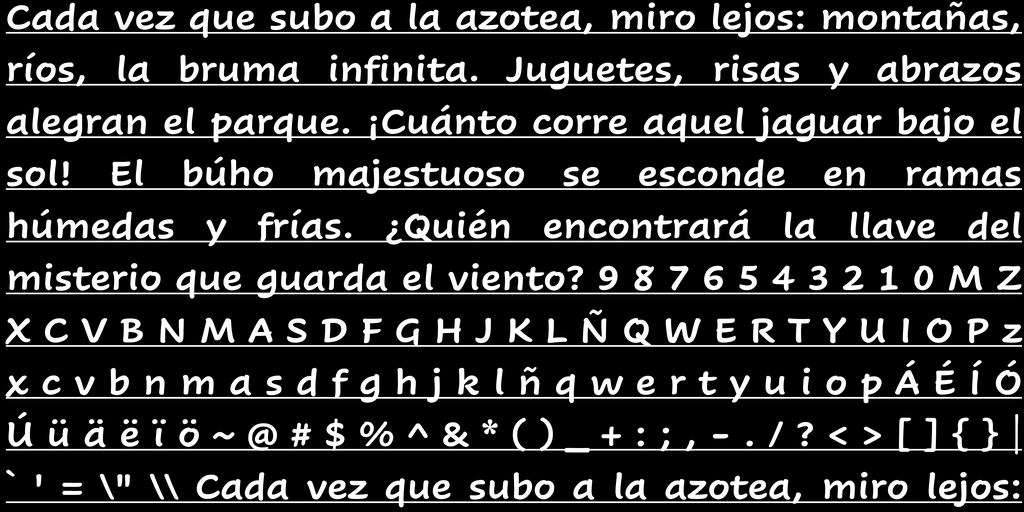 Cada vez que subo a la azotea, miro lejos: montañas,
ríos, la bruma infinita. Juguetes, risas y abrazos
alegran el parque. ¡Cuánto corre aquel jaguar bajo el
sol! El búho majestuoso se esconde en ramas
húmedas y frías. ¿Quién encontrará la llave del
misterio que guarda el viento? 9 8 7 6 5 4 3 2 1 0 M Z
X C V B N M A S D F G H J K L Ñ Q W E R T Y U I O P z
x c v b n m a s d f g h j k l ñ q w e r t y u i o p Á É Í Ó
Ú ü ä ë ï ö ~ @ # $ % ^ & * ( ) _ + : ; , - . / ? < > [ ] { } |
` ' = \" \\ Cada vez que subo a la azotea, miro lejos: